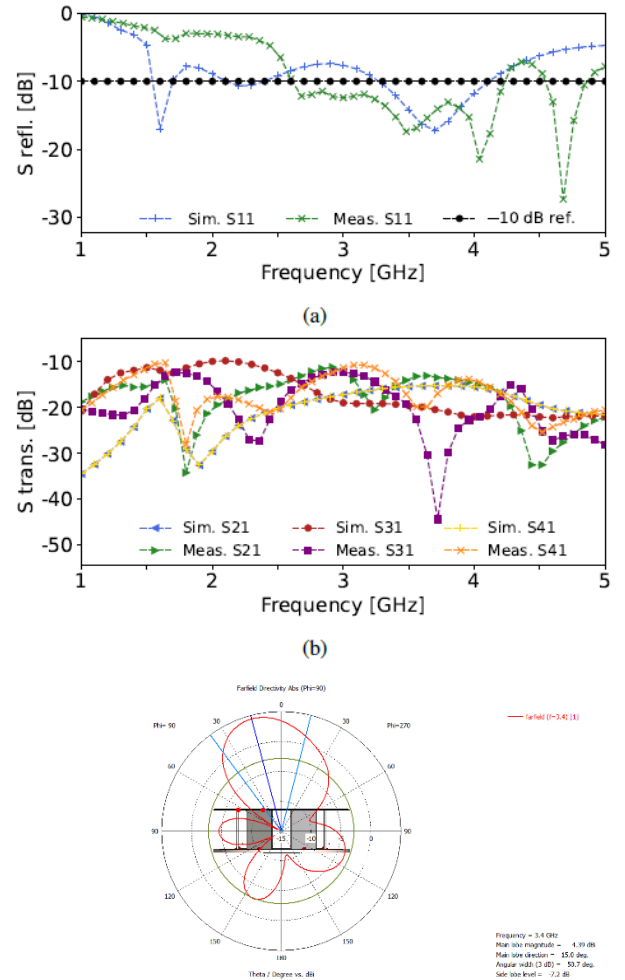 0
-10
-20
-30
S refl. [dB]
Sim. S11 Meas. S11 −10 dB ref.
1 2 3 4 5
Frequency [GHz]
(a)
-10
-20
-30
-40
-50
S trans. [dB]
Sim. S21 Sim. S31 Sim. S41
Meas. S21 Meas. S31 Meas. S41
1 2 3 4 5
Frequency [GHz]
(b)
Farfield Directivity Abs (Phi=90)
farfield (f=3.4) [1]
0
Phi= 90 30 30 Phi=270
60 60
90 -15 -10 -5 0 90
120 120
150 150
180
Theta / Degree vs. dBi
Frequency = 3.4 GHz
Main lobe magnitude = 4.39 dBi
Main lobe direction = 15.0 deg.
Angular width (3 dB) = 50.7 deg.
Side lobe level = -7.2 dB